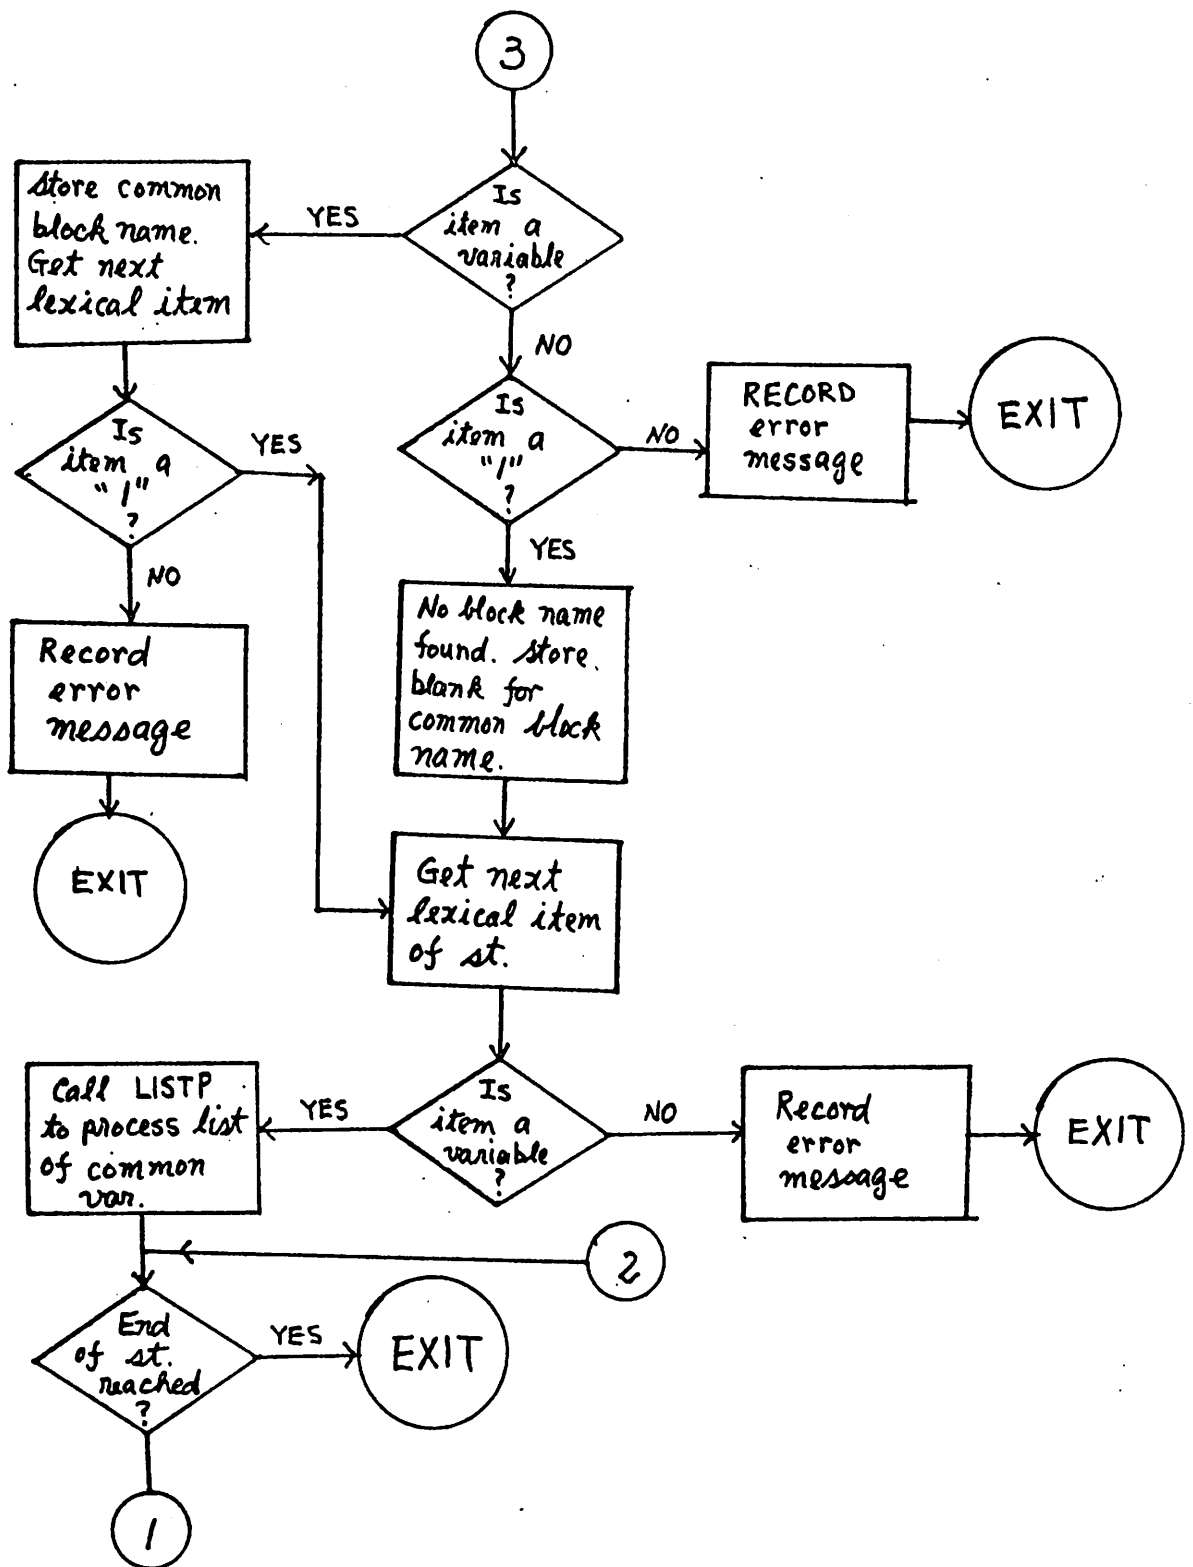 3
Is
item a
variable
?
YES
Store common
block name.
Get next
lexical item
NO
Is
item a
"/"
?
YES
Is
item a
"/"
?
NO
RECORD
error
message
EXIT
YES
NO
Record
error
message
EXIT
No block name
found. store.
blank for
common block
name.
Get next
lexical item
of st.
Is
item a
variable
?
YES
Call LISTP
to process list
of common
var.
NO
Record
error
message
EXIT
2
End
of st.
reached
?
YES
EXIT
1